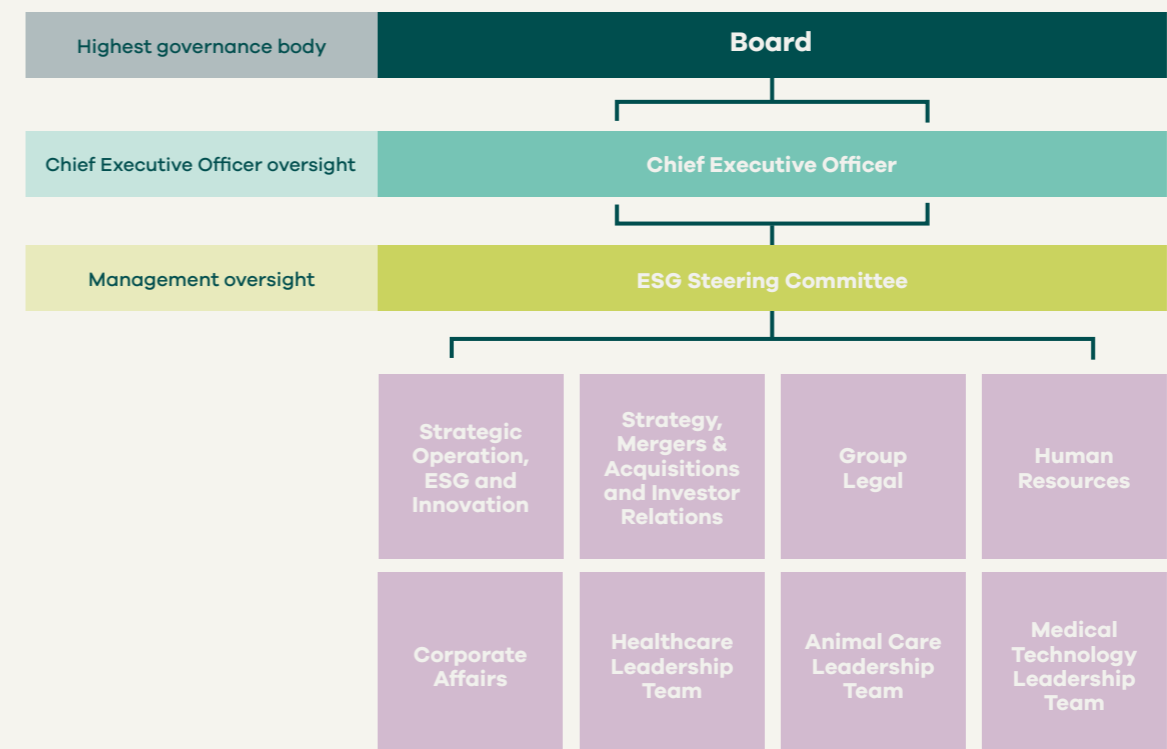 Highest governance body
Board
Chief Executive Officer oversight
Chief Executive Officer
Management oversight
ESG Steering Committee
Strategic
Operation,
ESG and
Innovation
Strategy,
Mergers &
Acquisitions
and Investor
Relations
Group
Legal
Human
Resources
Corporate
Affairs
Healthcare
Leadership
Team
Animal Care
Leadership
Team
Medical
Technology
Leadership
Team